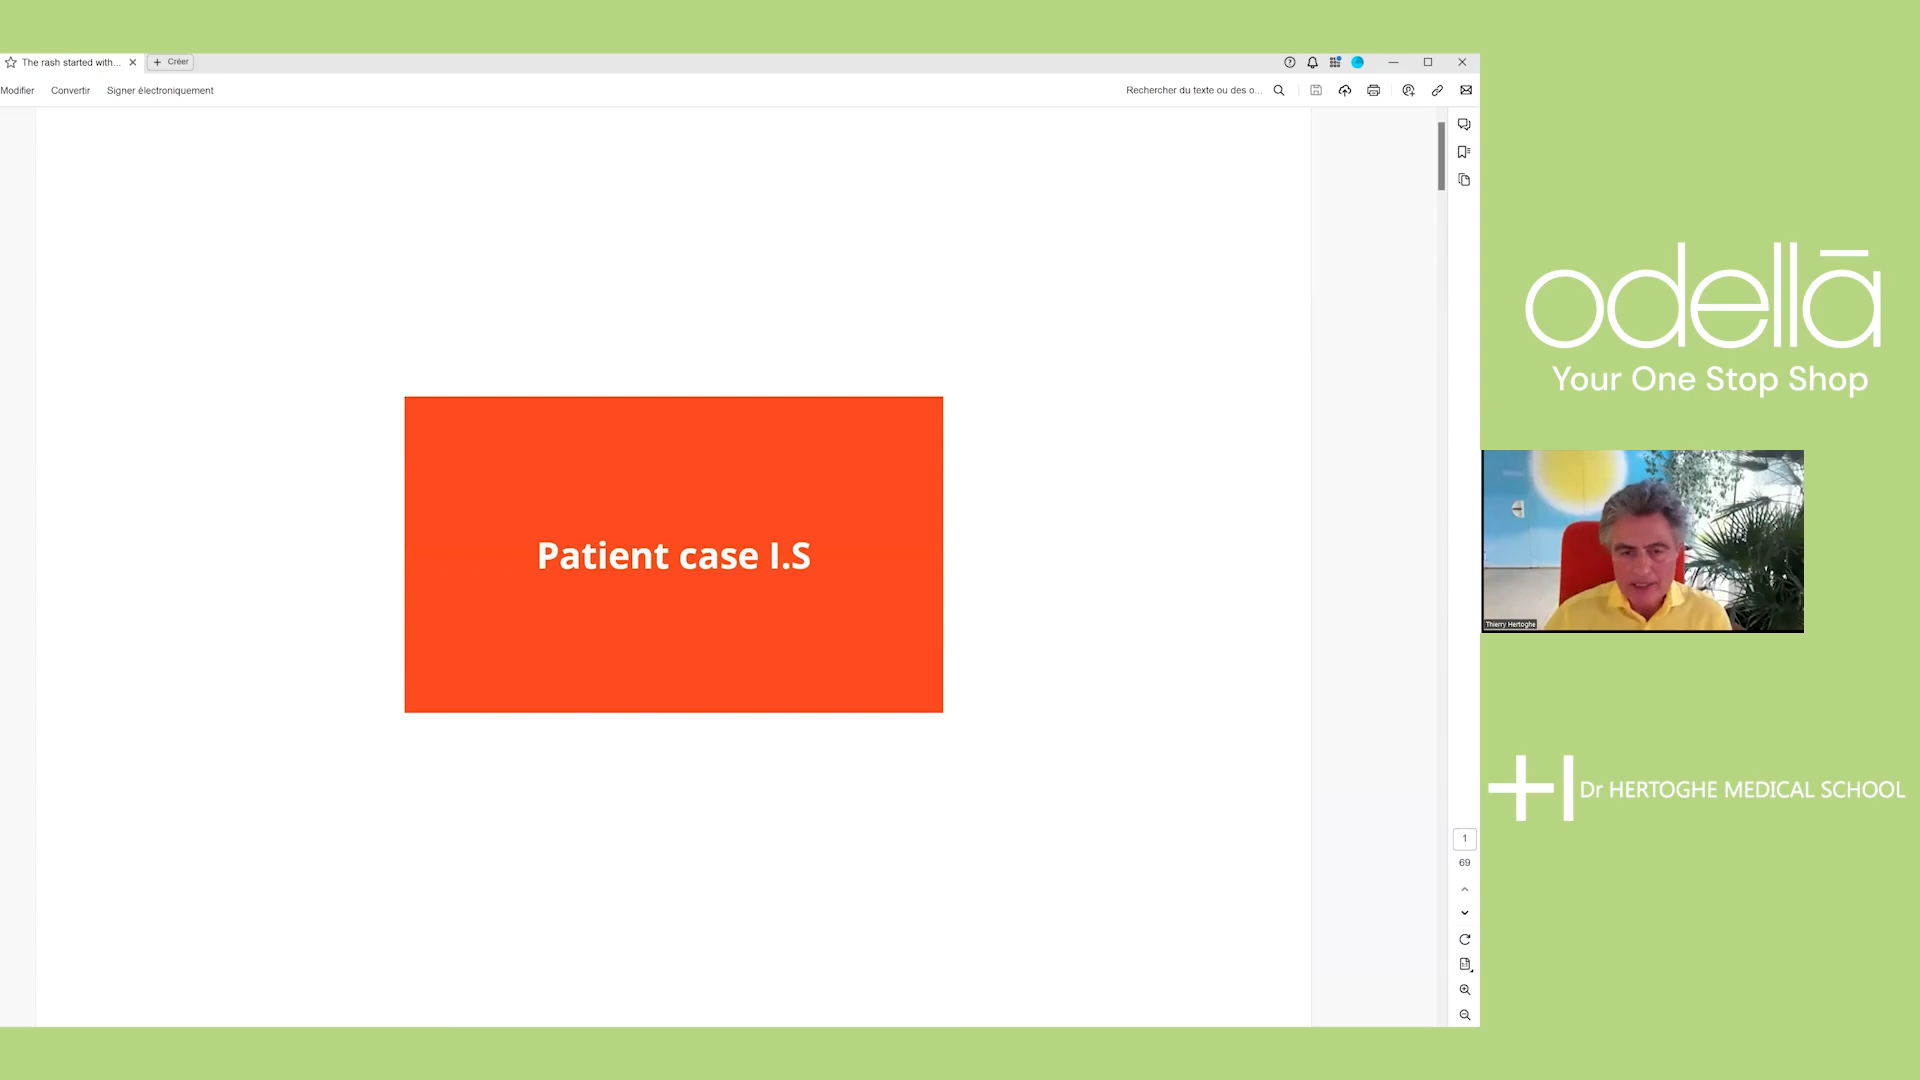 The rash started with...
Créer
Modifier
Convertir
Signer électroniquement
Rechercher du texte ou des o...
Patient case I.S
odellā
Your One Stop Shop
Thierry Hertoghe
Dr HERTOGHE MEDICAL SCHOOL
1
69